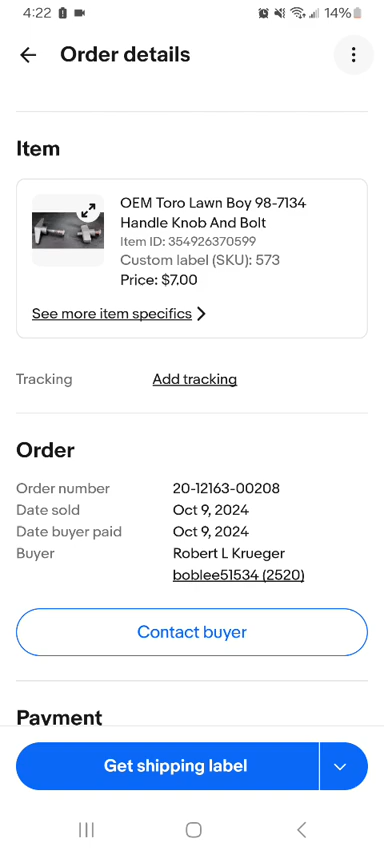 4:22 14%
Order details
Item
OEM Toro Lawn Boy 98-7134
Handle Knob And Bolt
Item ID: 354926370599
Custom label (SKU): 573
Price: $7.00
See more item specifics
Tracking Add tracking
Order
Order number 20-12163-00208
Date sold Oct 9, 2024
Date buyer paid Oct 9, 2024
Buyer Robert L Krueger
boblee51534 (2520)
Contact buyer
Payment
Get shipping label